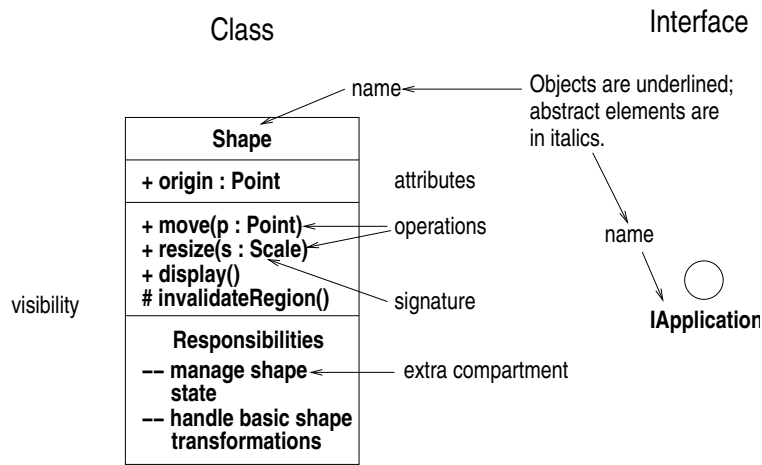 Class
Interface
name
Objects are underlined;
abstract elements are
in italics.
Shape
+ origin : Point
attributes
+ move(p : Point)
operations
+ resize(s : Scale)
name
+ display()
# invalidateRegion()
signature
visibility
IApplication
Responsibilities
-- manage shape
state
extra compartment
-- handle basic shape
transformations